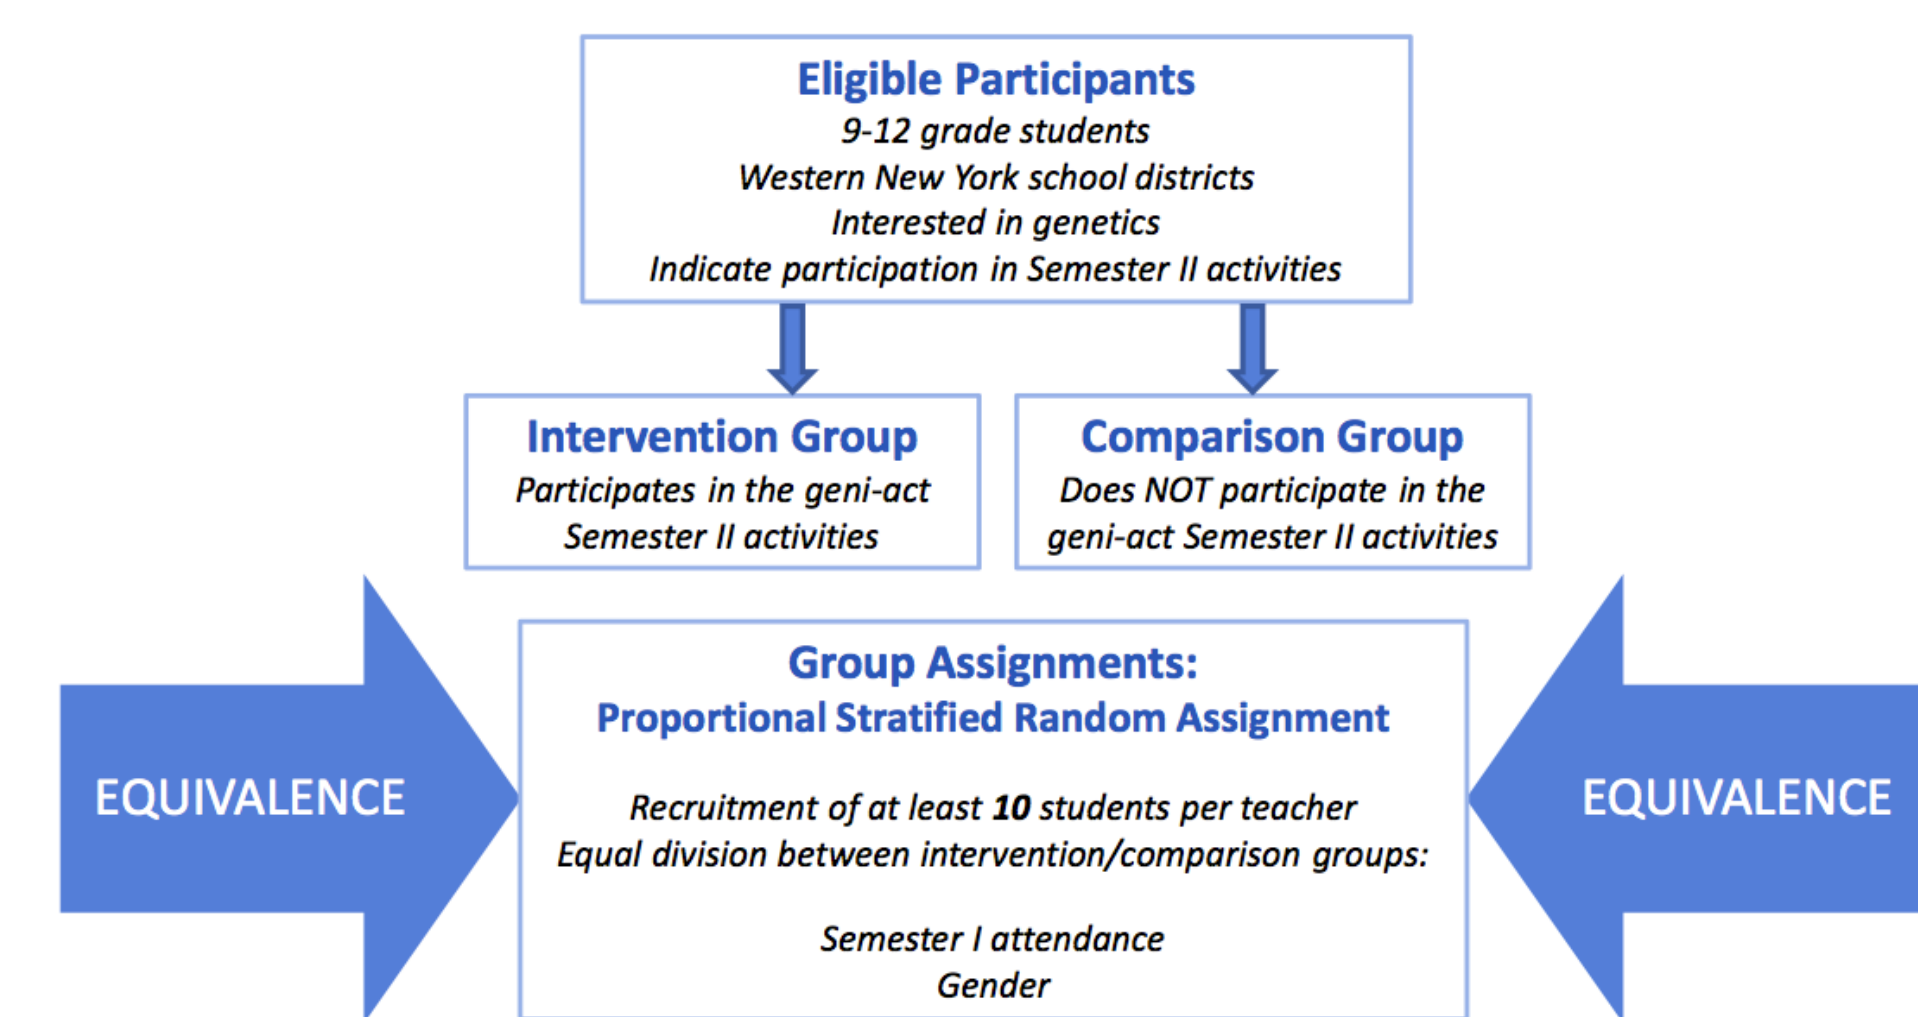 Eligible Participants
9-12 grade students
Western New York school districts
Interested in genetics
Indicate participation in Semester II activities
Intervention Group
Participates in the geni-act
Semester II activities
Comparison Group
Does NOT participate in the
geni-act Semester II activities
Group Assignments:
Proportional Stratified Random Assignment
EQUIVALENCE
Recruitment of at least 10 students per teacher
Equal division between intervention/comparison groups:
Semester I attendance
Gender
EQUIVALENCE